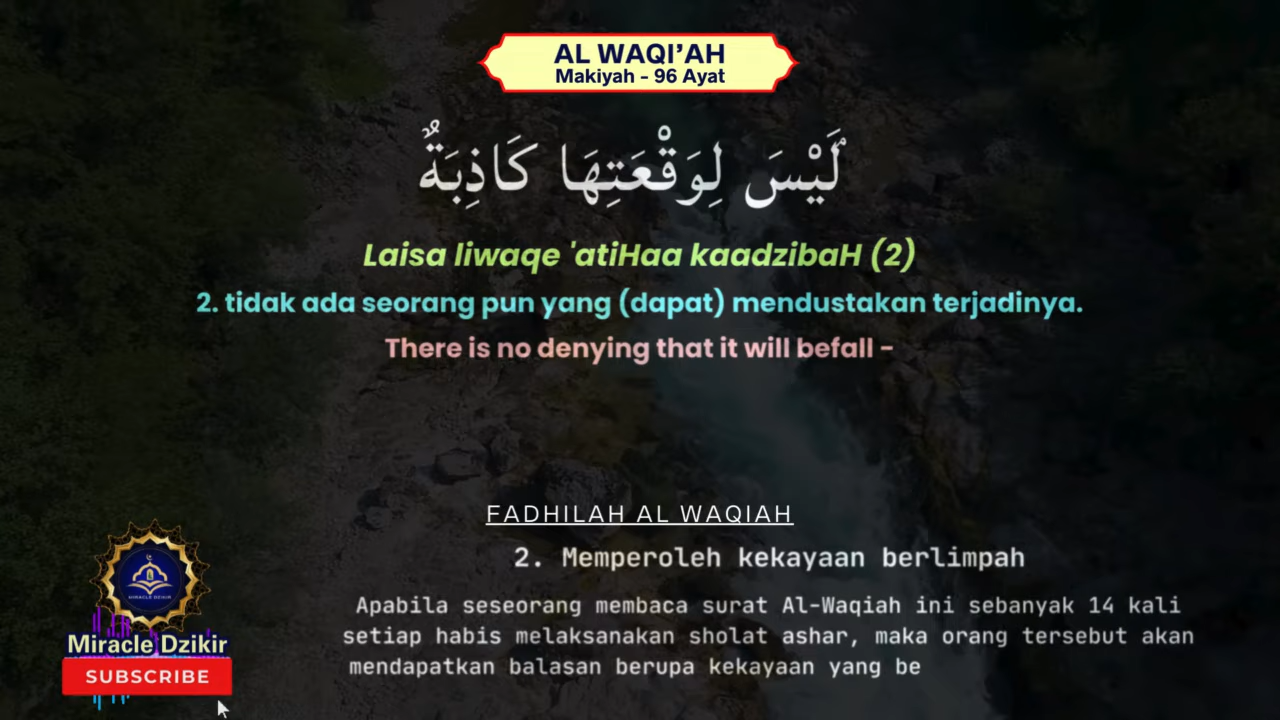 AL WAQI’AH
Makiyah - 96 Ayat
لَيْسَ لِوَقْعَتِهَا كَاذِبَةٌ
Laisa liwaqe 'atiHaa kaadzibaH (2)
2. tidak ada seorang pun yang (dapat) mendustakan terjadinya.
There is no denying that it will befall -
FADHILAH AL WAQIAH
2. Memperoleh kekayaan berlimpah
Apabila seseorang membaca surat Al-Waqiah ini sebanyak 14 kali
setiap habis melaksanakan sholat ashar, maka orang tersebut akan
mendapatkan balasan berupa kekayaan yang be
MIRACLE DZIKIR
Miracle Dzikir
SUBSCRIBE